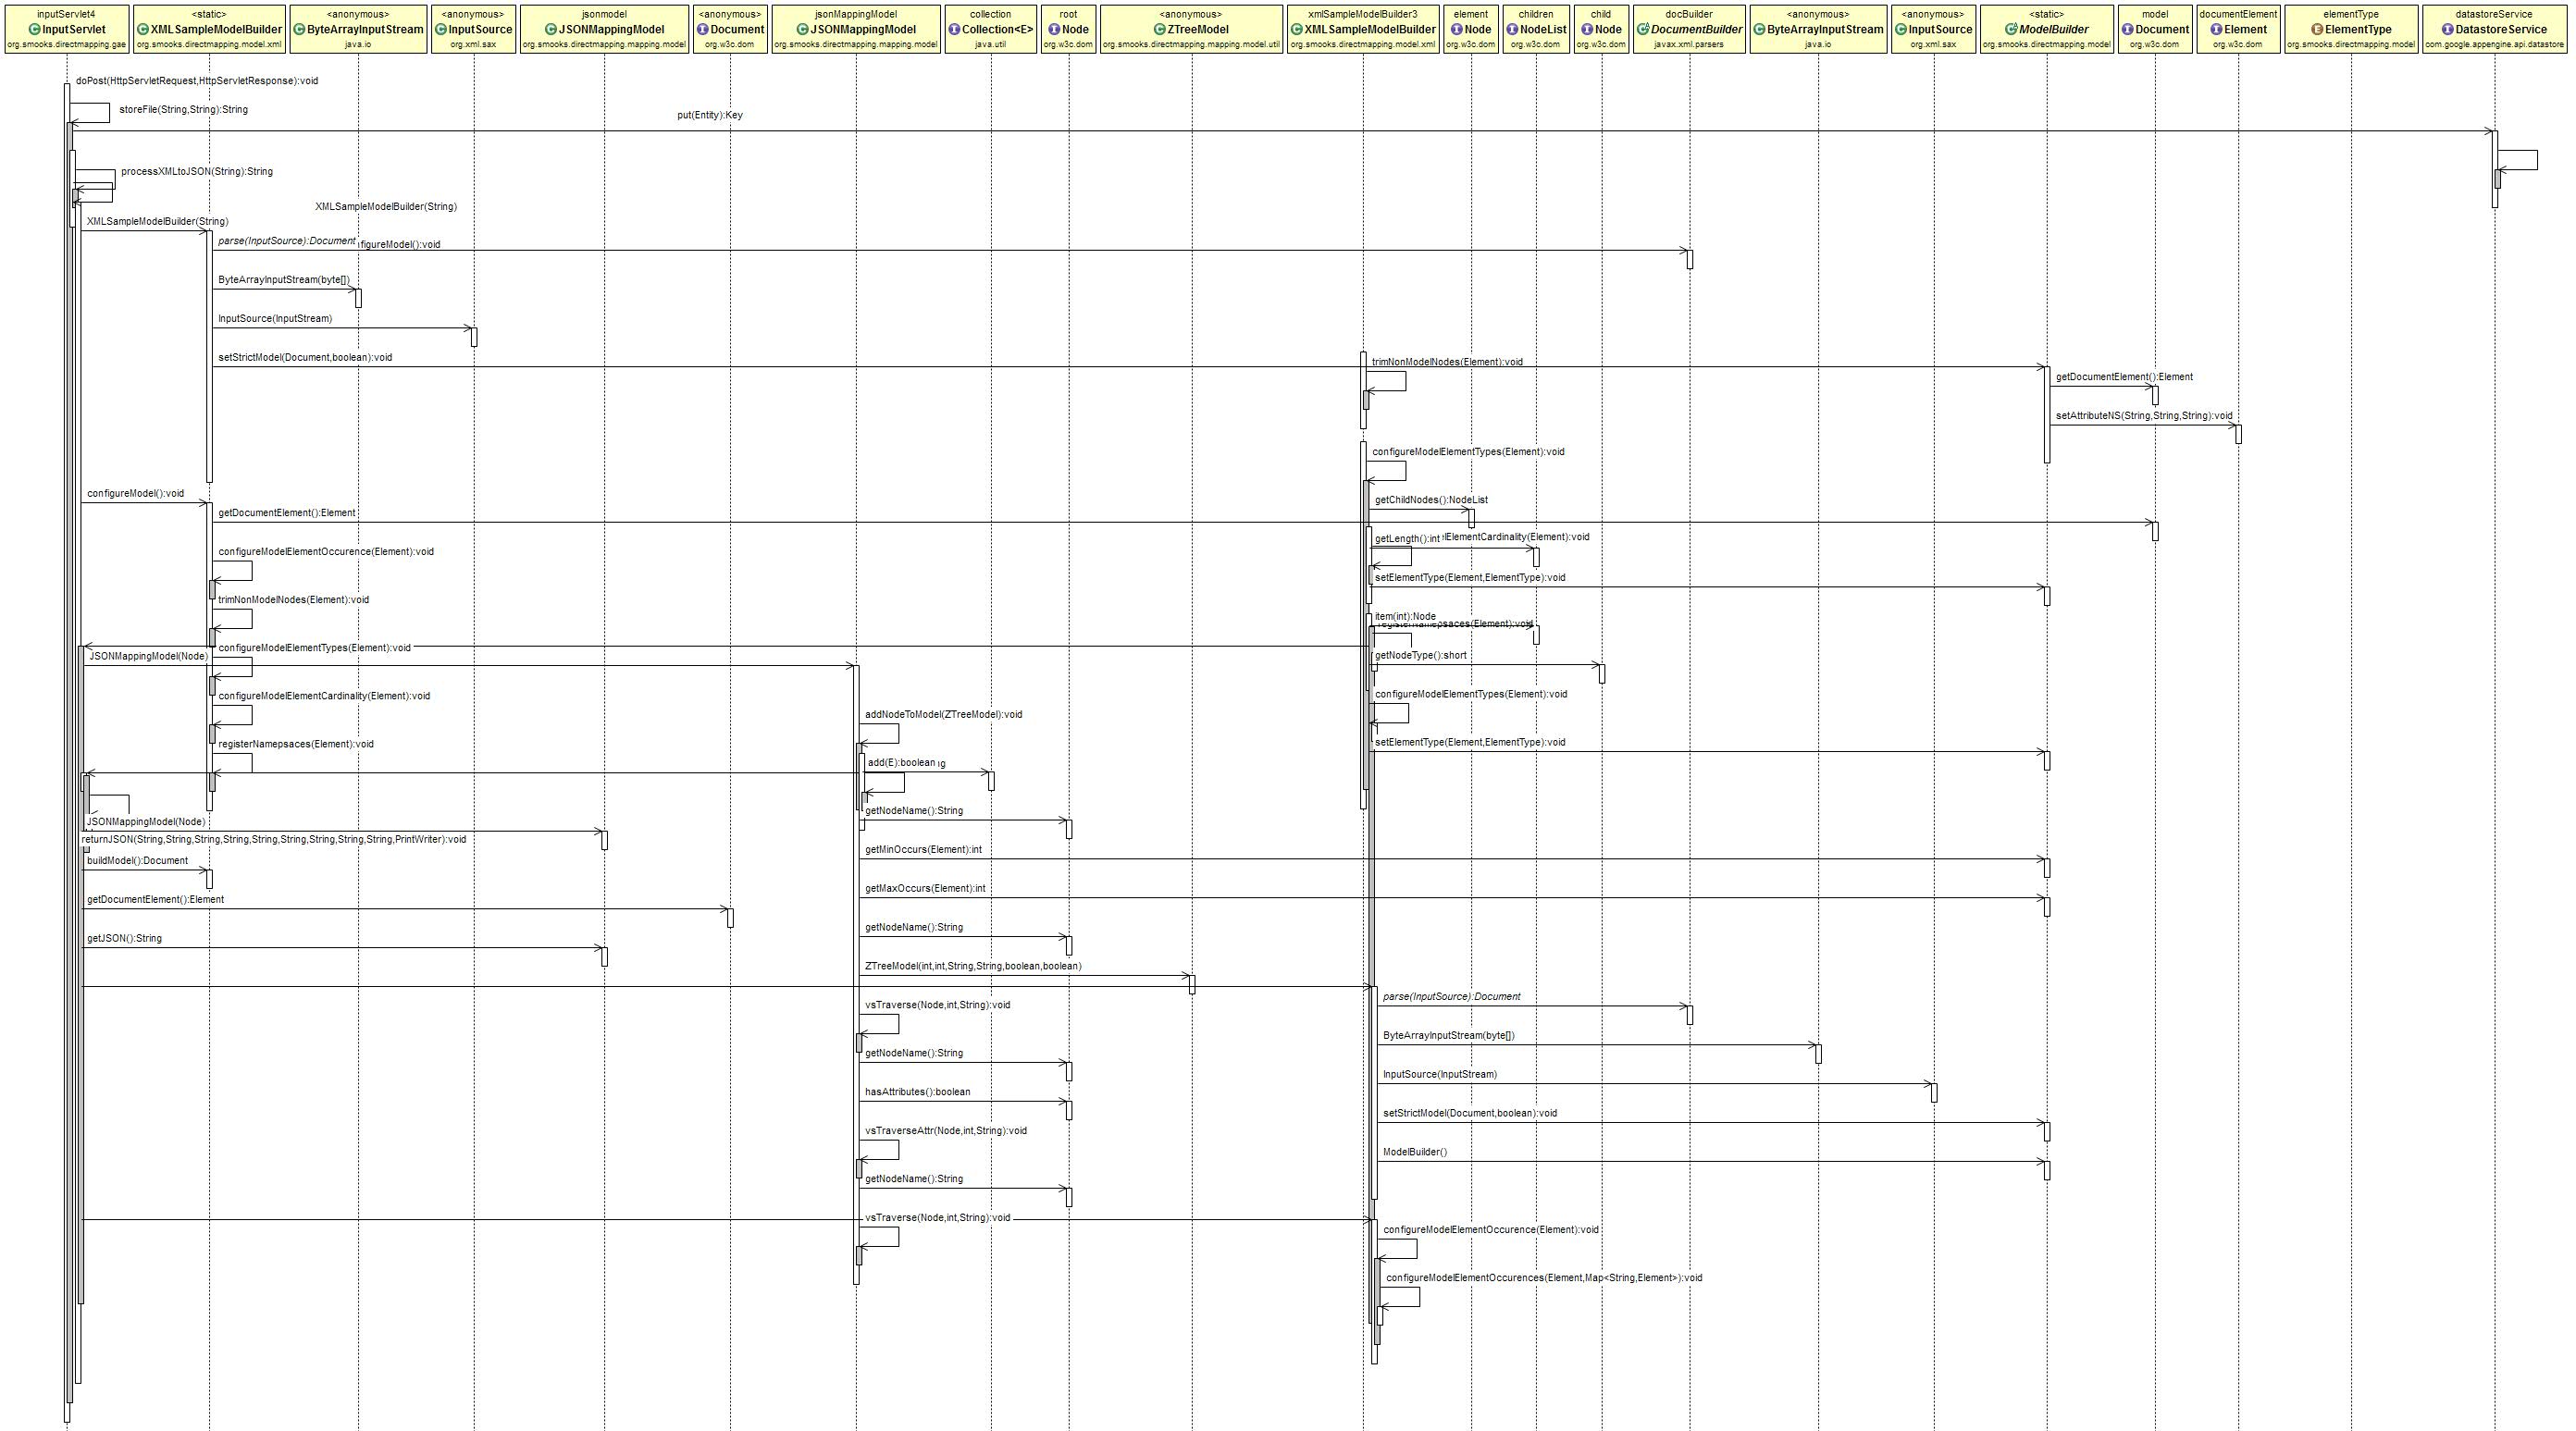 inputServlet4
InputServlet
org.smooks.directmapping.gae
<static>
XMLSampleModelBuilder
org.smooks.directmapping.model.xml
<anonymous>
ByteArrayInputStream
java.io
<anonymous>
InputSource
org.xml.sax
jsonmodel
JSONMappingModel
org.smooks.directmapping.mapping.model
<anonymous>
Document
org.w3c.dom
jsonMappingModel
JSONMappingModel
org.smooks.directmapping.mapping.model
collection
Collection<E>
java.util
root
Node
org.w3c.dom
<anonymous>
ZTreeModel
org.smooks.directmapping.mapping.model.util
xmlSampleModelBuilder3
XMLSampleModelBuilder
org.smooks.directmapping.model.xml
element
Node
org.w3c.dom
children
NodeList
org.w3c.dom
child
Node
org.w3c.dom
docBuilder
DocumentBuilder
javax.xml.parsers
<anonymous>
ByteArrayInputStream
java.io
<anonymous>
InputSource
org.xml.sax
<static>
ModelBuilder
org.smooks.directmapping.model
model
Document
org.w3c.dom
documentElement
Element
org.w3c.dom
elementType
ElementType
org.smooks.directmapping.model
datastoreService
DatastoreService
com.google.appengine.api.datastore
doPost(HttpServletRequest,HttpServletResponse):void
storeFile(String,String):String
put(Entity):Key
processXMLtoJSON(String):String
XMLSampleModelBuilder(String)
XMLSampleModelBuilder(String)
parse(InputSource):Document
figureModel():void
ByteArrayInputStream(byte[])
InputSource(InputStream)
setStrictModel(Document,boolean):void
trimNonModelNodes(Element):void
getDocumentElement():Element
setAttributeNS(String,String,String):void
configureModelElementTypes(Element):void
configureModel():void
getChildNodes():NodeList
getDocumentElement():Element
getLength():int
lElementCardinality(Element):void
configureModelElementOccurence(Element):void
setElementType(Element,ElementType):void
trimNonModelNodes(Element):void
item(int):Node
registerNamepsaces(Element):void
configureModelElementTypes(Element):void
JSONMappingModel(Node)
getNodeType():short
configureModelElementCardinality(Element):void
configureModelElementTypes(Element):void
addNodeToModel(ZTreeModel):void
registerNamepsaces(Element):void
setElementType(Element,ElementType):void
add(E):boolean
getNodeName():String
JSONMappingModel(Node)
returnJSON(String,String,String,String,String,String,String,String,String,PrintWriter):void
getMinOccurs(Element):int
buildModel():Document
getMaxOccurs(Element):int
getDocumentElement():Element
getNodeName():String
getJSON():String
ZTreeModel(int,int,String,String,boolean,boolean)
parse(InputSource):Document
vsTraverse(Node,int,String):void
ByteArrayInputStream(byte[])
getNodeName():String
InputSource(InputStream)
hasAttributes():boolean
setStrictModel(Document,boolean):void
vsTraverseAttr(Node,int,String):void
ModelBuilder()
getNodeName():String
vsTraverse(Node,int,String):void
configureModelElementOccurence(Element):void
configureModelElementOccurences(Element,Map<String,Element>):void